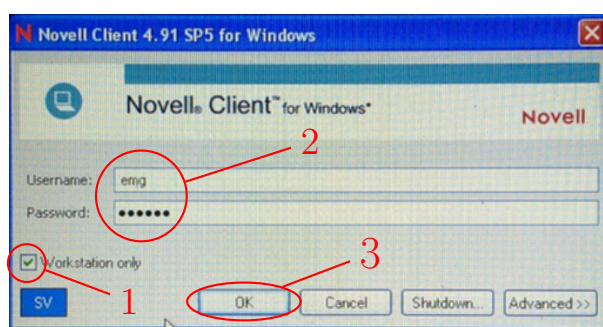 Novell Client 4.91 SP5 for Windows
Novell® Client™ for Windows*
Novell
2
Username: emg
Password: ••••••
Workstation only
3
1
SV OK Cancel Shutdown... Advanced >>